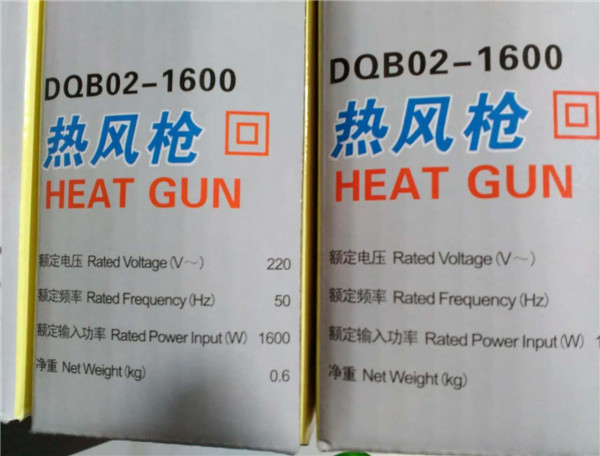 DQB02-1600
热风枪
HEAT GUN
额定电压 Rated Voltage(V～) 220
额定频率 Rated Frequency(Hz) 50
额定输入功率 Rated Power Input(W) 1600
净重 Net Weight(kg) 0.6
DQB02-1600
热风枪
HEAT GUN
额定电压 Rated Voltage(V～)
额定频率 Rated Frequency(Hz)
额定输入功率 Rated Power Input(W) 1
净重 Net Weight(kg)